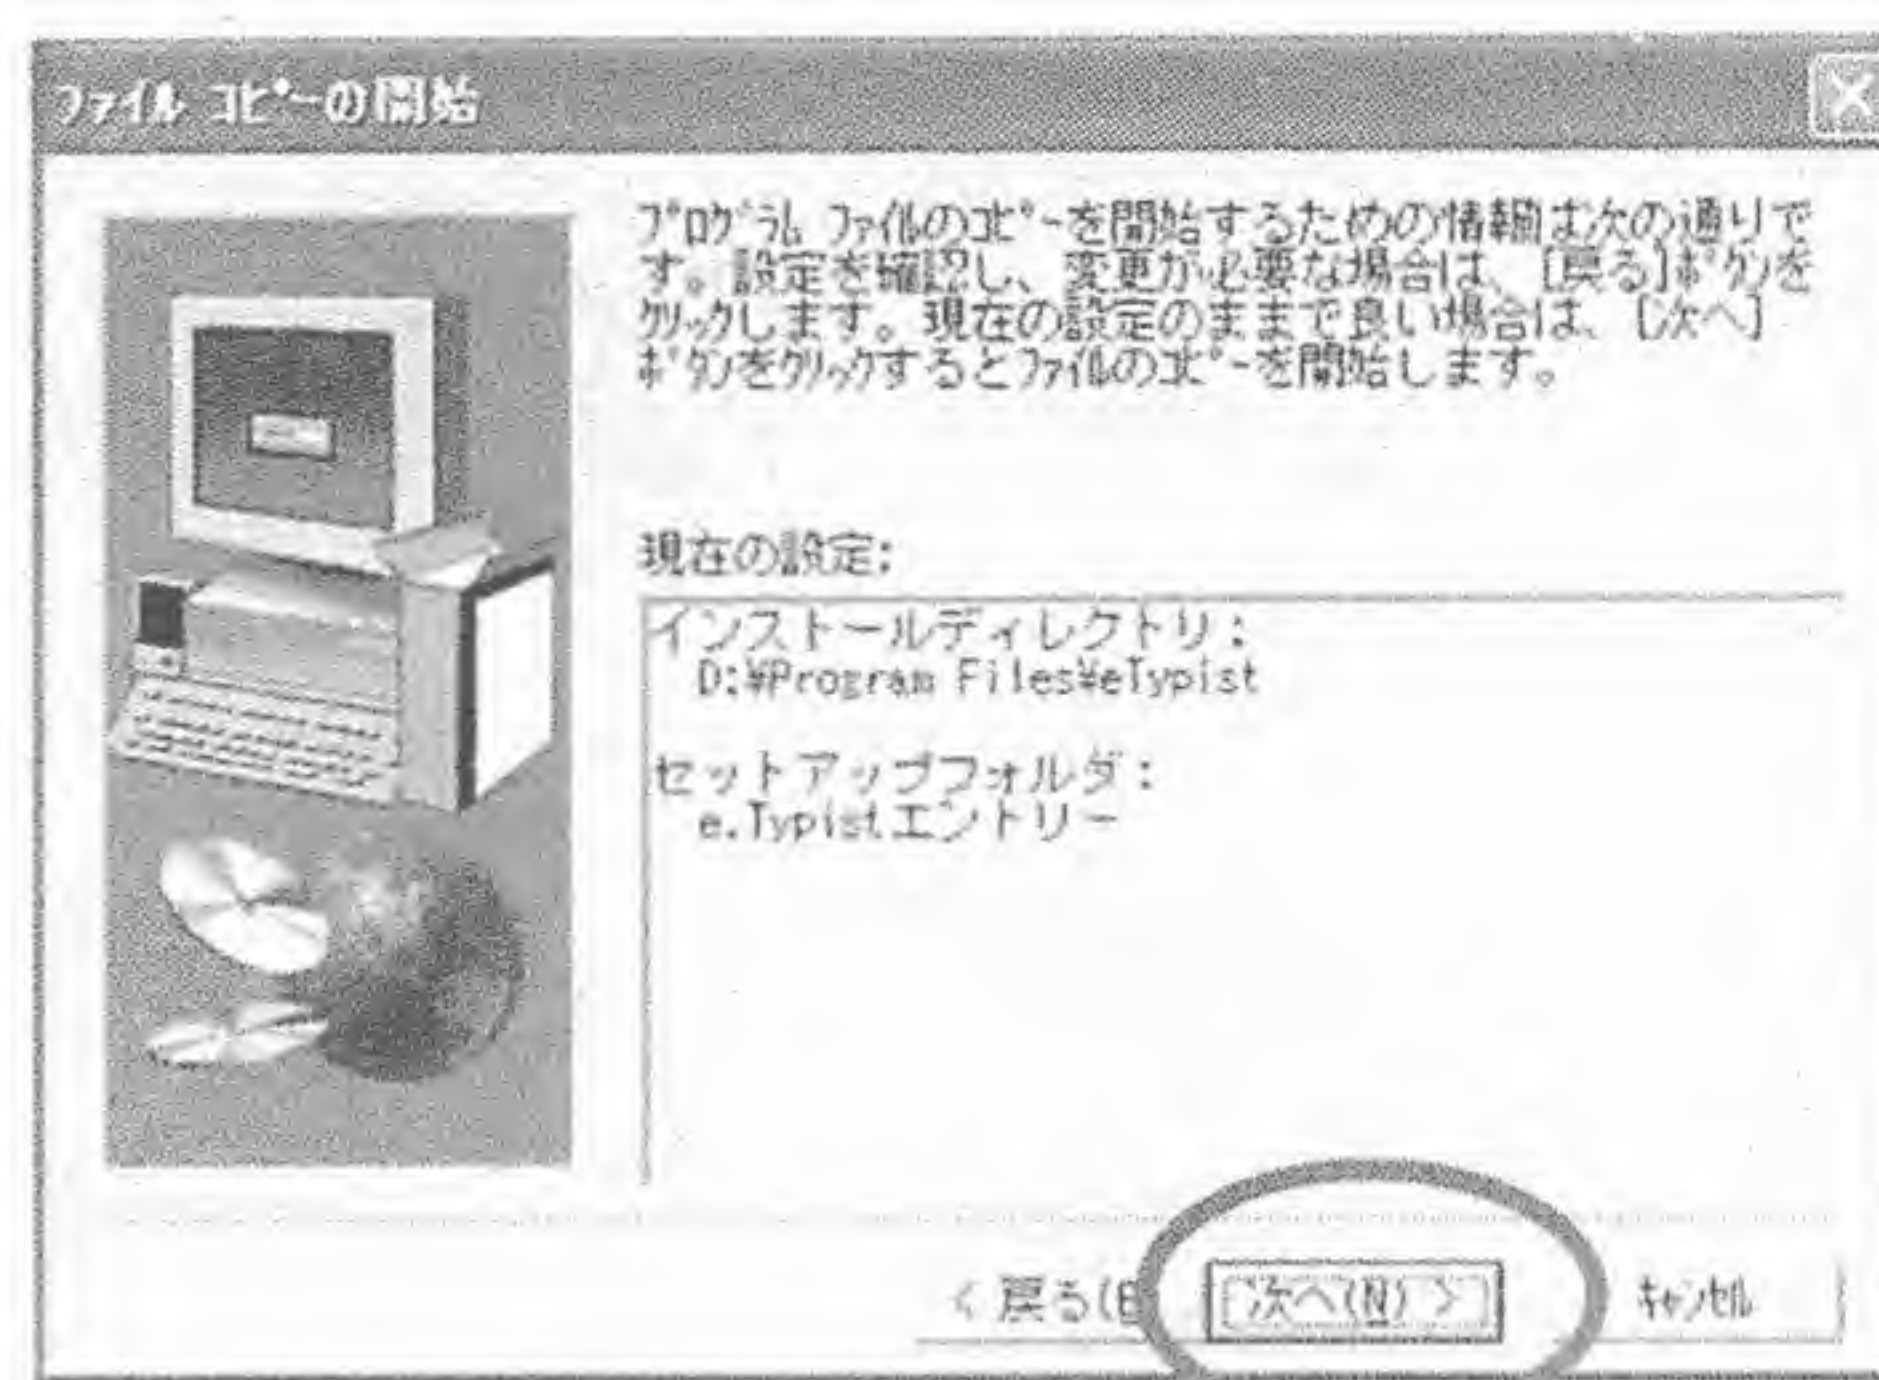 ファイル コピーの開始
プログラム ファイルのコピーを開始するための情報は次の通りで
す。設定を確認し、変更が必要な場合は、[戻る]ボタンを
クリックします。現在の設定のままで良い場合は、[次へ]
ボタンをクリックするとファイルのコピーを開始します。
現在の設定:
インストールディレクトリ:
D:¥Program Files¥eTypist
セットアップフォルダ:
e.Typistエントリー
< 戻る(B
次へ(N) >
キャンセル